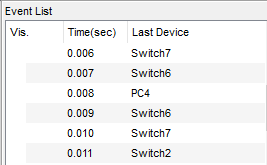 Event List
Vis. Time(sec) Last Device
0.006 Switch7
0.007 Switch6
0.008 PC4
0.009 Switch6
0.010 Switch7
0.011 Switch2